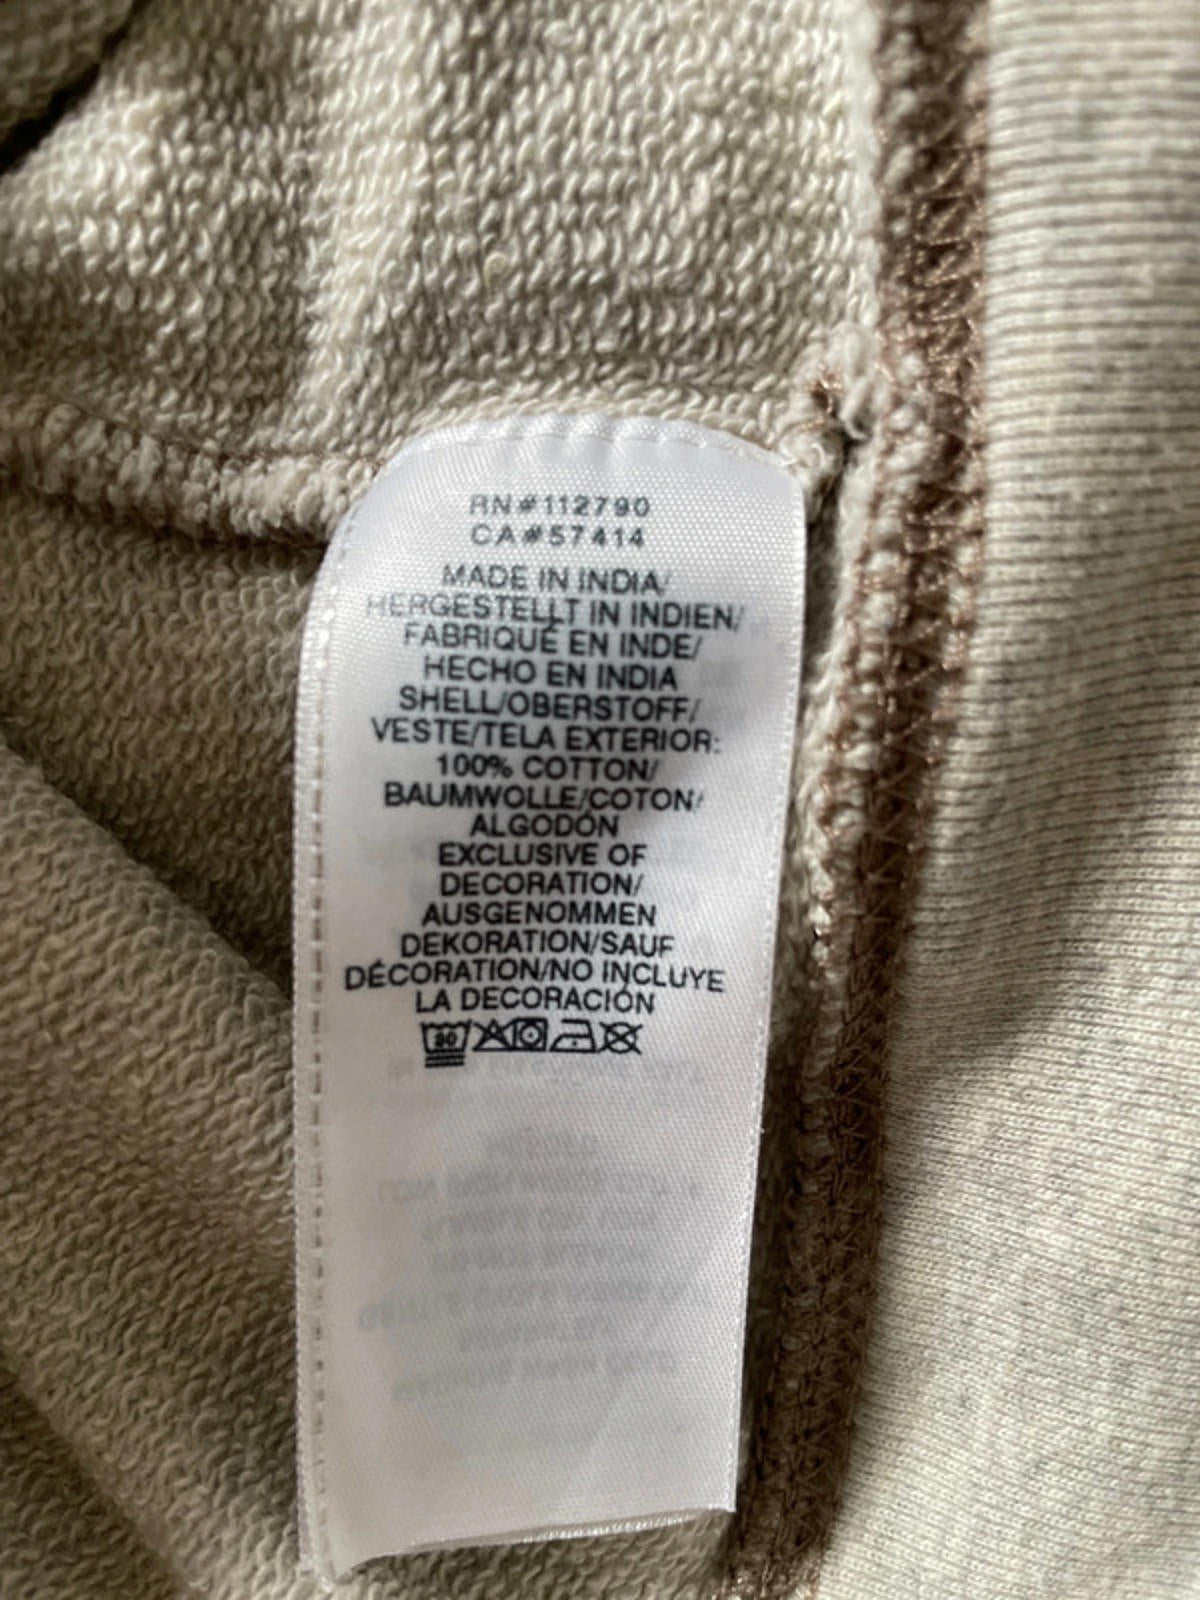 RN#112790
CA#57414
MADE IN INDIA/
HERGESTELLT IN INDIEN/
FABRIQUÉ EN INDE/
HECHO EN INDIA
SHELL/OBERSTOFF/
VESTE/TELA EXTERIOR:
100% COTTON/
BAUMWOLLE/COTON/
ALGODÓN
EXCLUSIVE OF
DECORATION/
AUSGENOMMEN
DEKORATION/SAUF
DÉCORATION/NO INCLUYE
LA DECORACIÓN
30